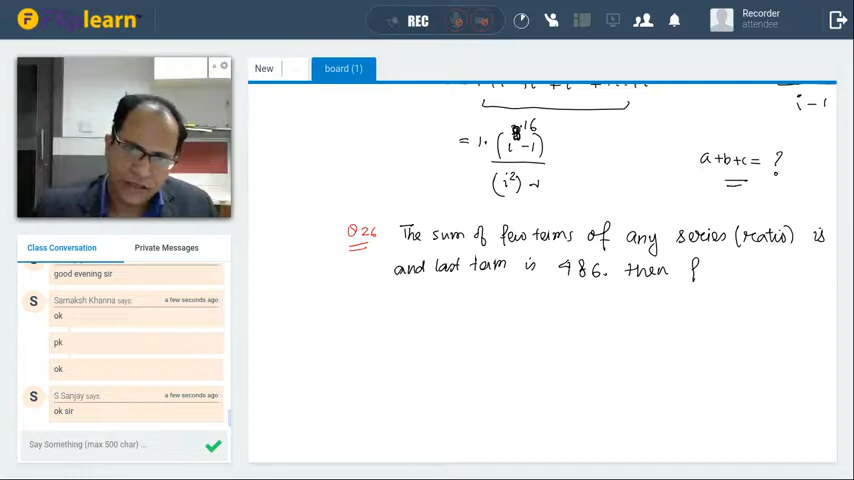 Fliplearn
REC
Recorder
attendee
New
board (1)
i-1
= 1. (i^16 -1)
(i²)
a+b+c = ?
Class Conversation
Private Messages
good evening sir
S
Samaksh Khanna says:
a few seconds ago
ok
pk
ok
S
S Sanjay says:
a few seconds ago
ok sir
Say Something (max 500 char) ...
Q26 The sum of few terms of any series (ratio) is
and last term is 486. then f